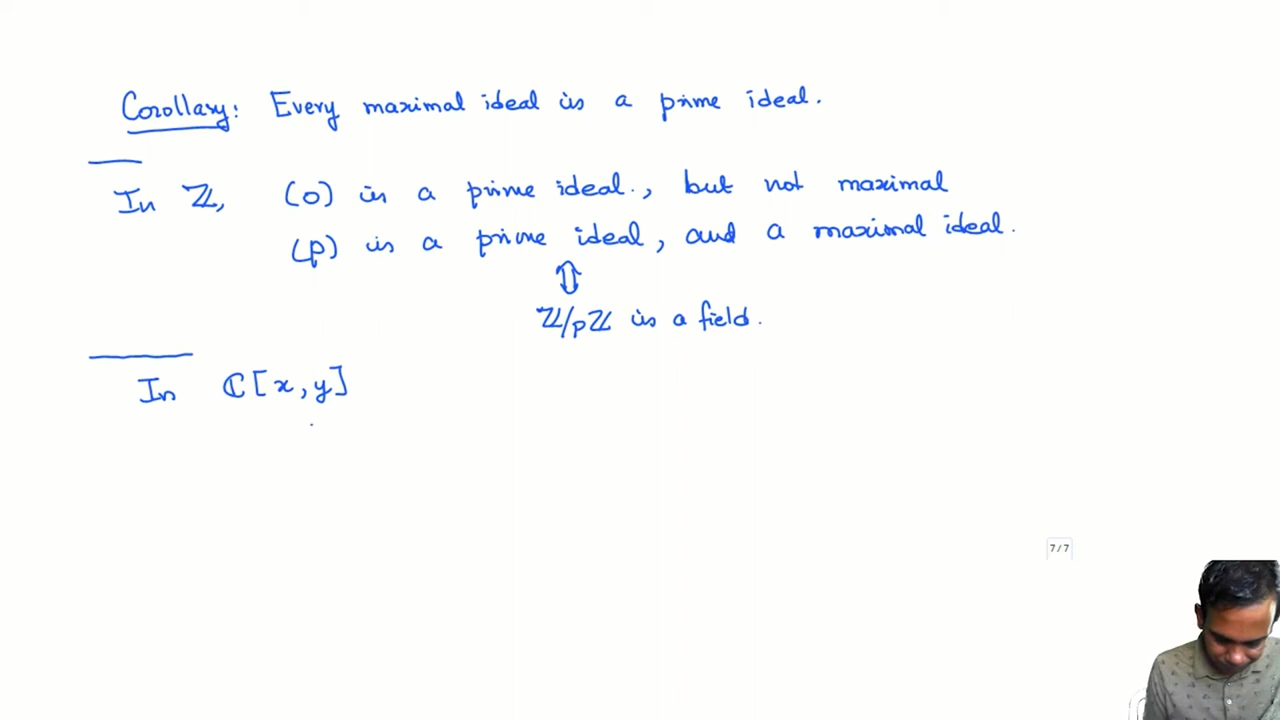 Corollary: Every maximal ideal is a prime ideal.
In ℤ, (0) is a prime ideal., but not maximal
(p) is a prime ideal, and a maximal ideal.
⇕
ℤ/pℤ is a field.
In ℂ[x,y]
7/7